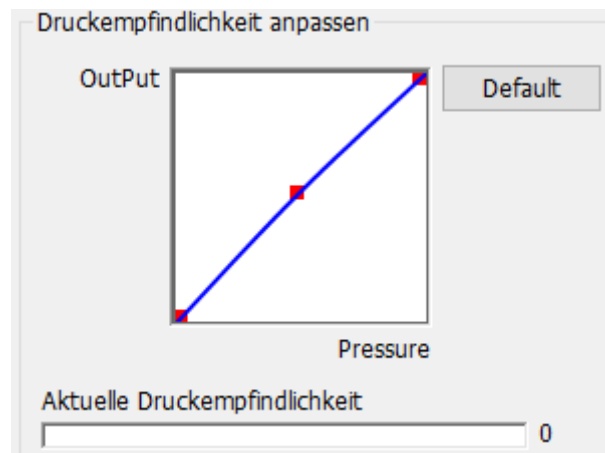 Druckempfindlichkeit anpassen
OutPut
Default
Pressure
Aktuelle Druckempfindlichkeit
0